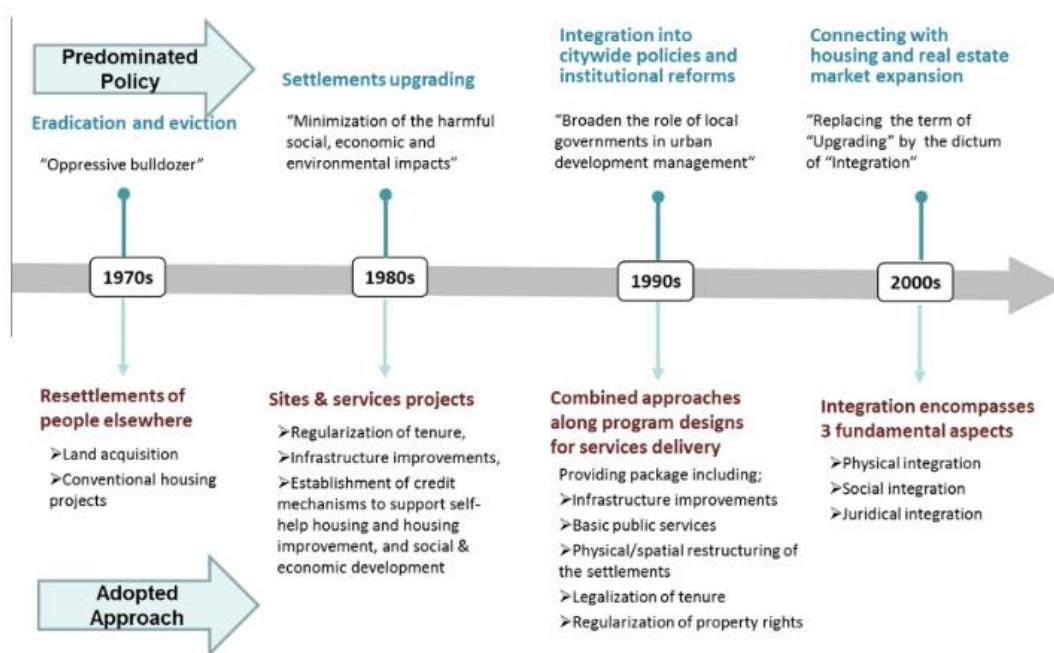 Predominated
Policy
Eradication and eviction
“Oppressive bulldozer”
Settlements upgrading
“Minimization of the harmful
social, economic and
environmental impacts”
Integration into
citywide policies and
institutional reforms
“Broaden the role of local
governments in urban
development management“
Connecting with
housing and real estate
market expansion
“Replacing the term of
“Upgrading” by the dictum
of “Integration”
1970s
1980s
1990s
2000s
Resettlements of
people elsewhere
➢Land acquisition
➢Conventional housing
projects
Sites & services projects
➢Regularization of tenure,
➢Infrastructure improvements,
➢Establishment of credit
mechanisms to support self-
help housing and housing
improvement, and social &
economic development
Combined approaches
along program designs
for services delivery
Providing package including;
➢Infrastructure improvements
➢Basic public services
➢Physical/spatial restructuring of
the settlements
➢Legalization of tenure
➢Regularization of property rights
Integration encompasses
3 fundamental aspects
➢Physical integration
➢Social integration
➢Juridical integration
Adopted
Approach